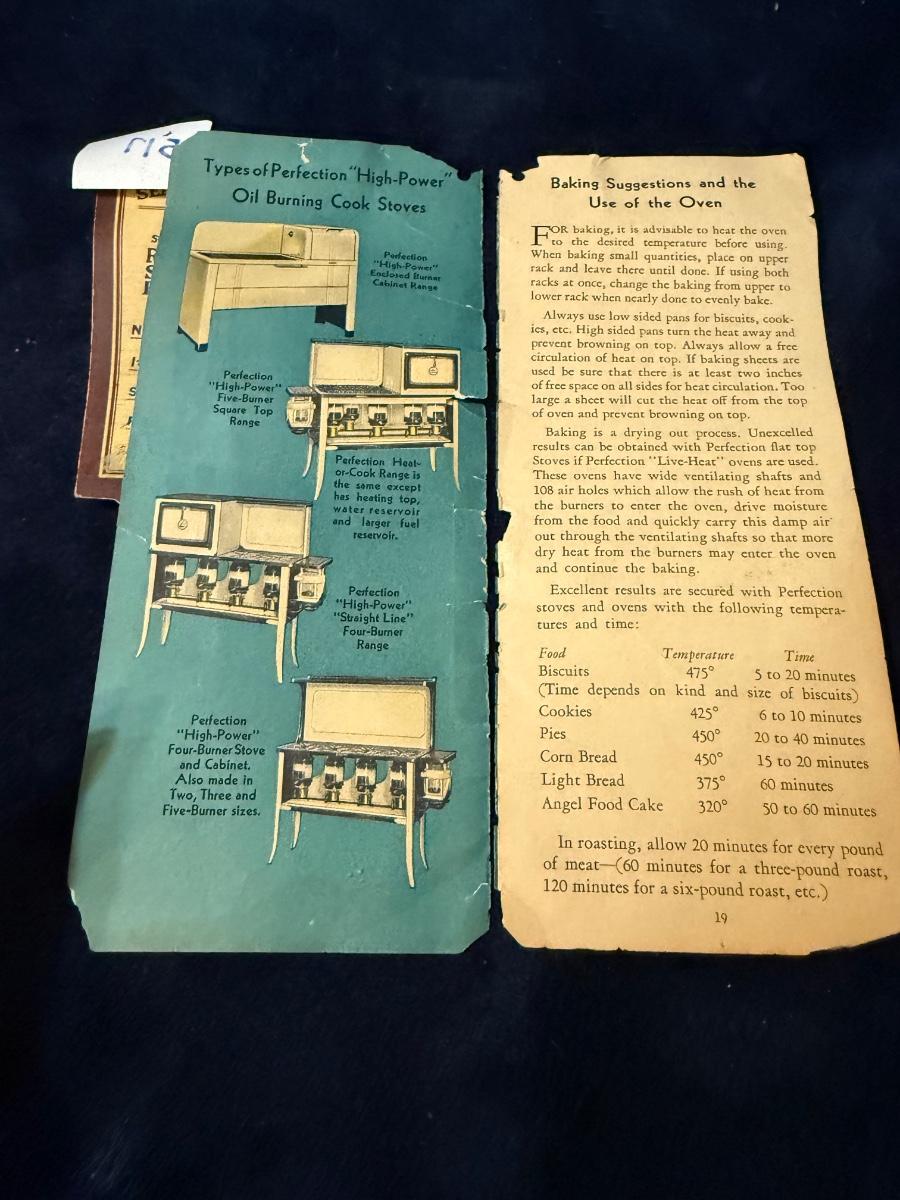 Types of Perfection "High-Power"
Oil Burning Cook Stoves
Perfection
"High-Power"
Enclosed Burner
Cabinet Range
Perfection
"High-Power"
Five-Burner
Square Top
Range
Perfection Heat-
or-Cook Range is
the same except
has heating top,
water reservoir
and larger fuel
reservoir.
Perfection
"High-Power"
"Straight Line"
Four-Burner
Range
Perfection
"High-Power"
Four-Burner Stove
and Cabinet.
Also made in
Two, Three and
Five-Burner sizes.
Baking Suggestions and the
Use of the Oven
FOR baking, it is advisable to heat the oven
to the desired temperature before using.
When baking small quantities, place on upper
rack and leave there until done. If using both
racks at once, change the baking from upper to
lower rack when nearly done to evenly bake.
Always use low sided pans for biscuits, cook-
ies, etc. High sided pans turn the heat away and
prevent browning on top. Always allow a free
circulation of heat on top. If baking sheets are
used be sure that there is at least two inches
of free space on all sides for heat circulation. Too
large a sheet will cut the heat off from the top
of oven and prevent browning on top.
Baking is a drying out process. Unexcelled
results can be obtained with Perfection flat top
Stoves if Perfection "Live-Heat" ovens are used.
These ovens have wide ventilating shafts and
108 air holes which allow the rush of heat from
the burners to enter the oven, drive moisture
from the food and quickly carry this damp air
out through the ventilating shafts so that more
dry heat from the burners may enter the oven
and continue the baking.
Excellent results are secured with Perfection
stoves and ovens with the following tempera-
tures and time:
Food Temperature Time
Biscuits 475° 5 to 20 minutes
(Time depends on kind and size of biscuits)
Cookies 425° 6 to 10 minutes
Pies 450° 20 to 40 minutes
Corn Bread 450° 15 to 20 minutes
Light Bread 375° 60 minutes
Angel Food Cake 320° 50 to 60 minutes
In roasting, allow 20 minutes for every pound
of meat—(60 minutes for a three-pound roast,
120 minutes for a six-pound roast, etc.)
19